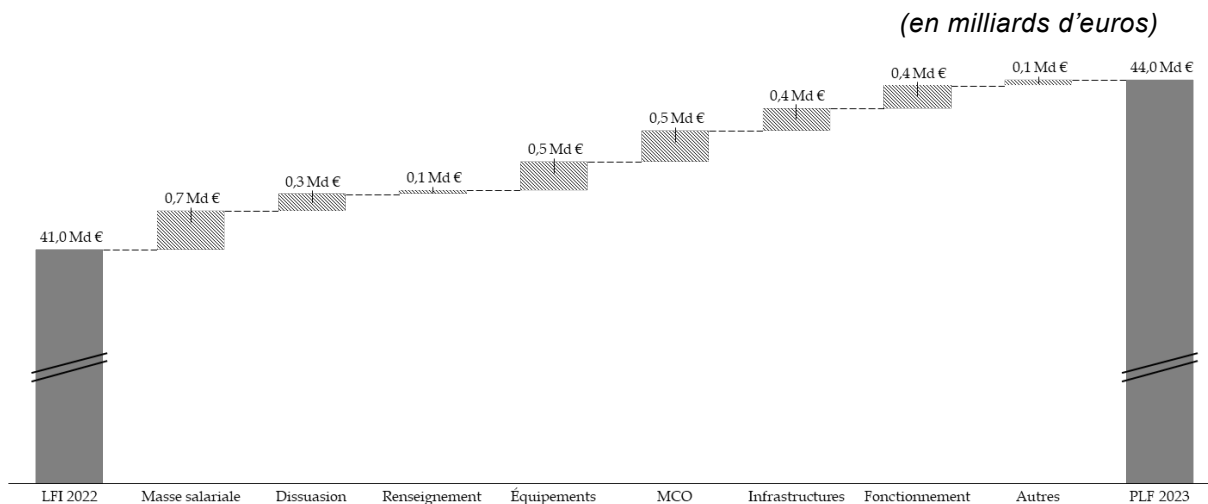 (en milliards d’euros)
44,0 Md €
0,1 Md €
0,4 Md €
0,4 Md €
0,5 Md €
0,5 Md €
0,1 Md €
0,3 Md €
0,7 Md €
41,0 Md €
LFI 2022 Masse salariale Dissuasion Renseignement Équipements MCO Infrastructures Fonctionnement Autres PLF 2023